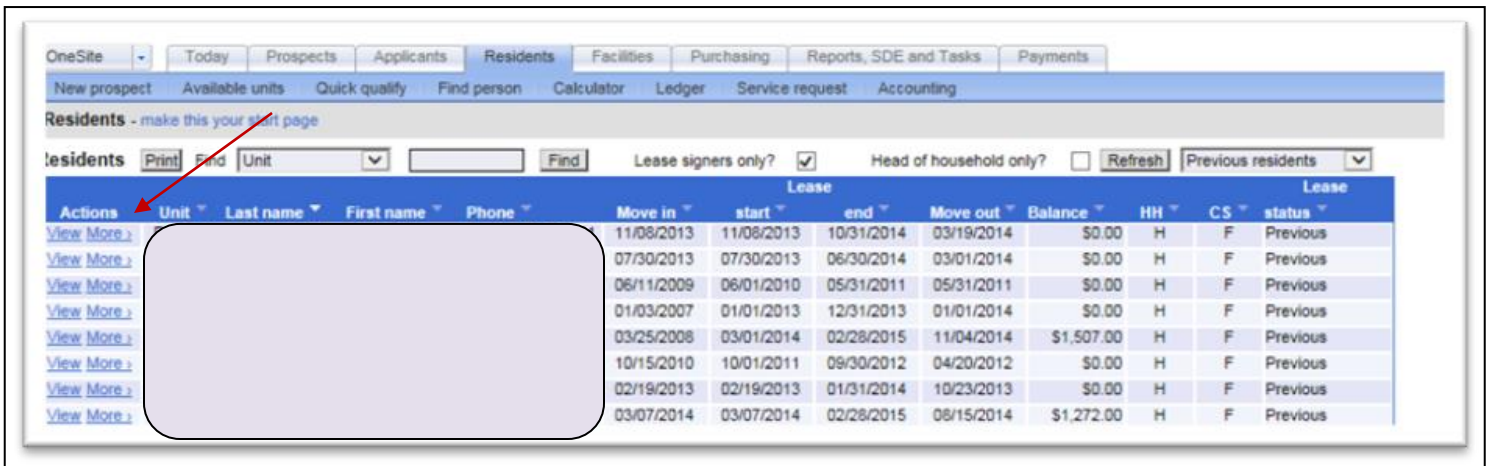 OneSite Today Prospects Applicants Residents Facilities Purchasing Reports, SDE and Tasks Payments
New prospect Available units Quick qualify Find person Calculator Ledger Service request Accounting
Residents - make this your start page
Residents Print Find Unit Find Lease signers only? Head of household only? Refresh Previous residents
Lease Lease
Actions Unit Last name First name Phone Move in start end Move out Balance HH CS status
View More › 11/08/2013 11/08/2013 10/31/2014 03/19/2014 $0.00 H F Previous
View More › 07/30/2013 07/30/2013 06/30/2014 03/01/2014 $0.00 H F Previous
View More › 06/11/2009 06/01/2010 05/31/2011 05/31/2011 $0.00 H F Previous
View More › 01/03/2007 01/01/2013 12/31/2013 01/01/2014 $0.00 H F Previous
View More › 03/25/2008 03/01/2014 02/28/2015 11/04/2014 $1,507.00 H F Previous
View More › 10/15/2010 10/01/2011 09/30/2012 04/20/2012 $0.00 H F Previous
View More › 02/19/2013 02/19/2013 01/31/2014 10/23/2013 $0.00 H F Previous
View More › 03/07/2014 03/07/2014 02/28/2015 08/15/2014 $1,272.00 H F Previous